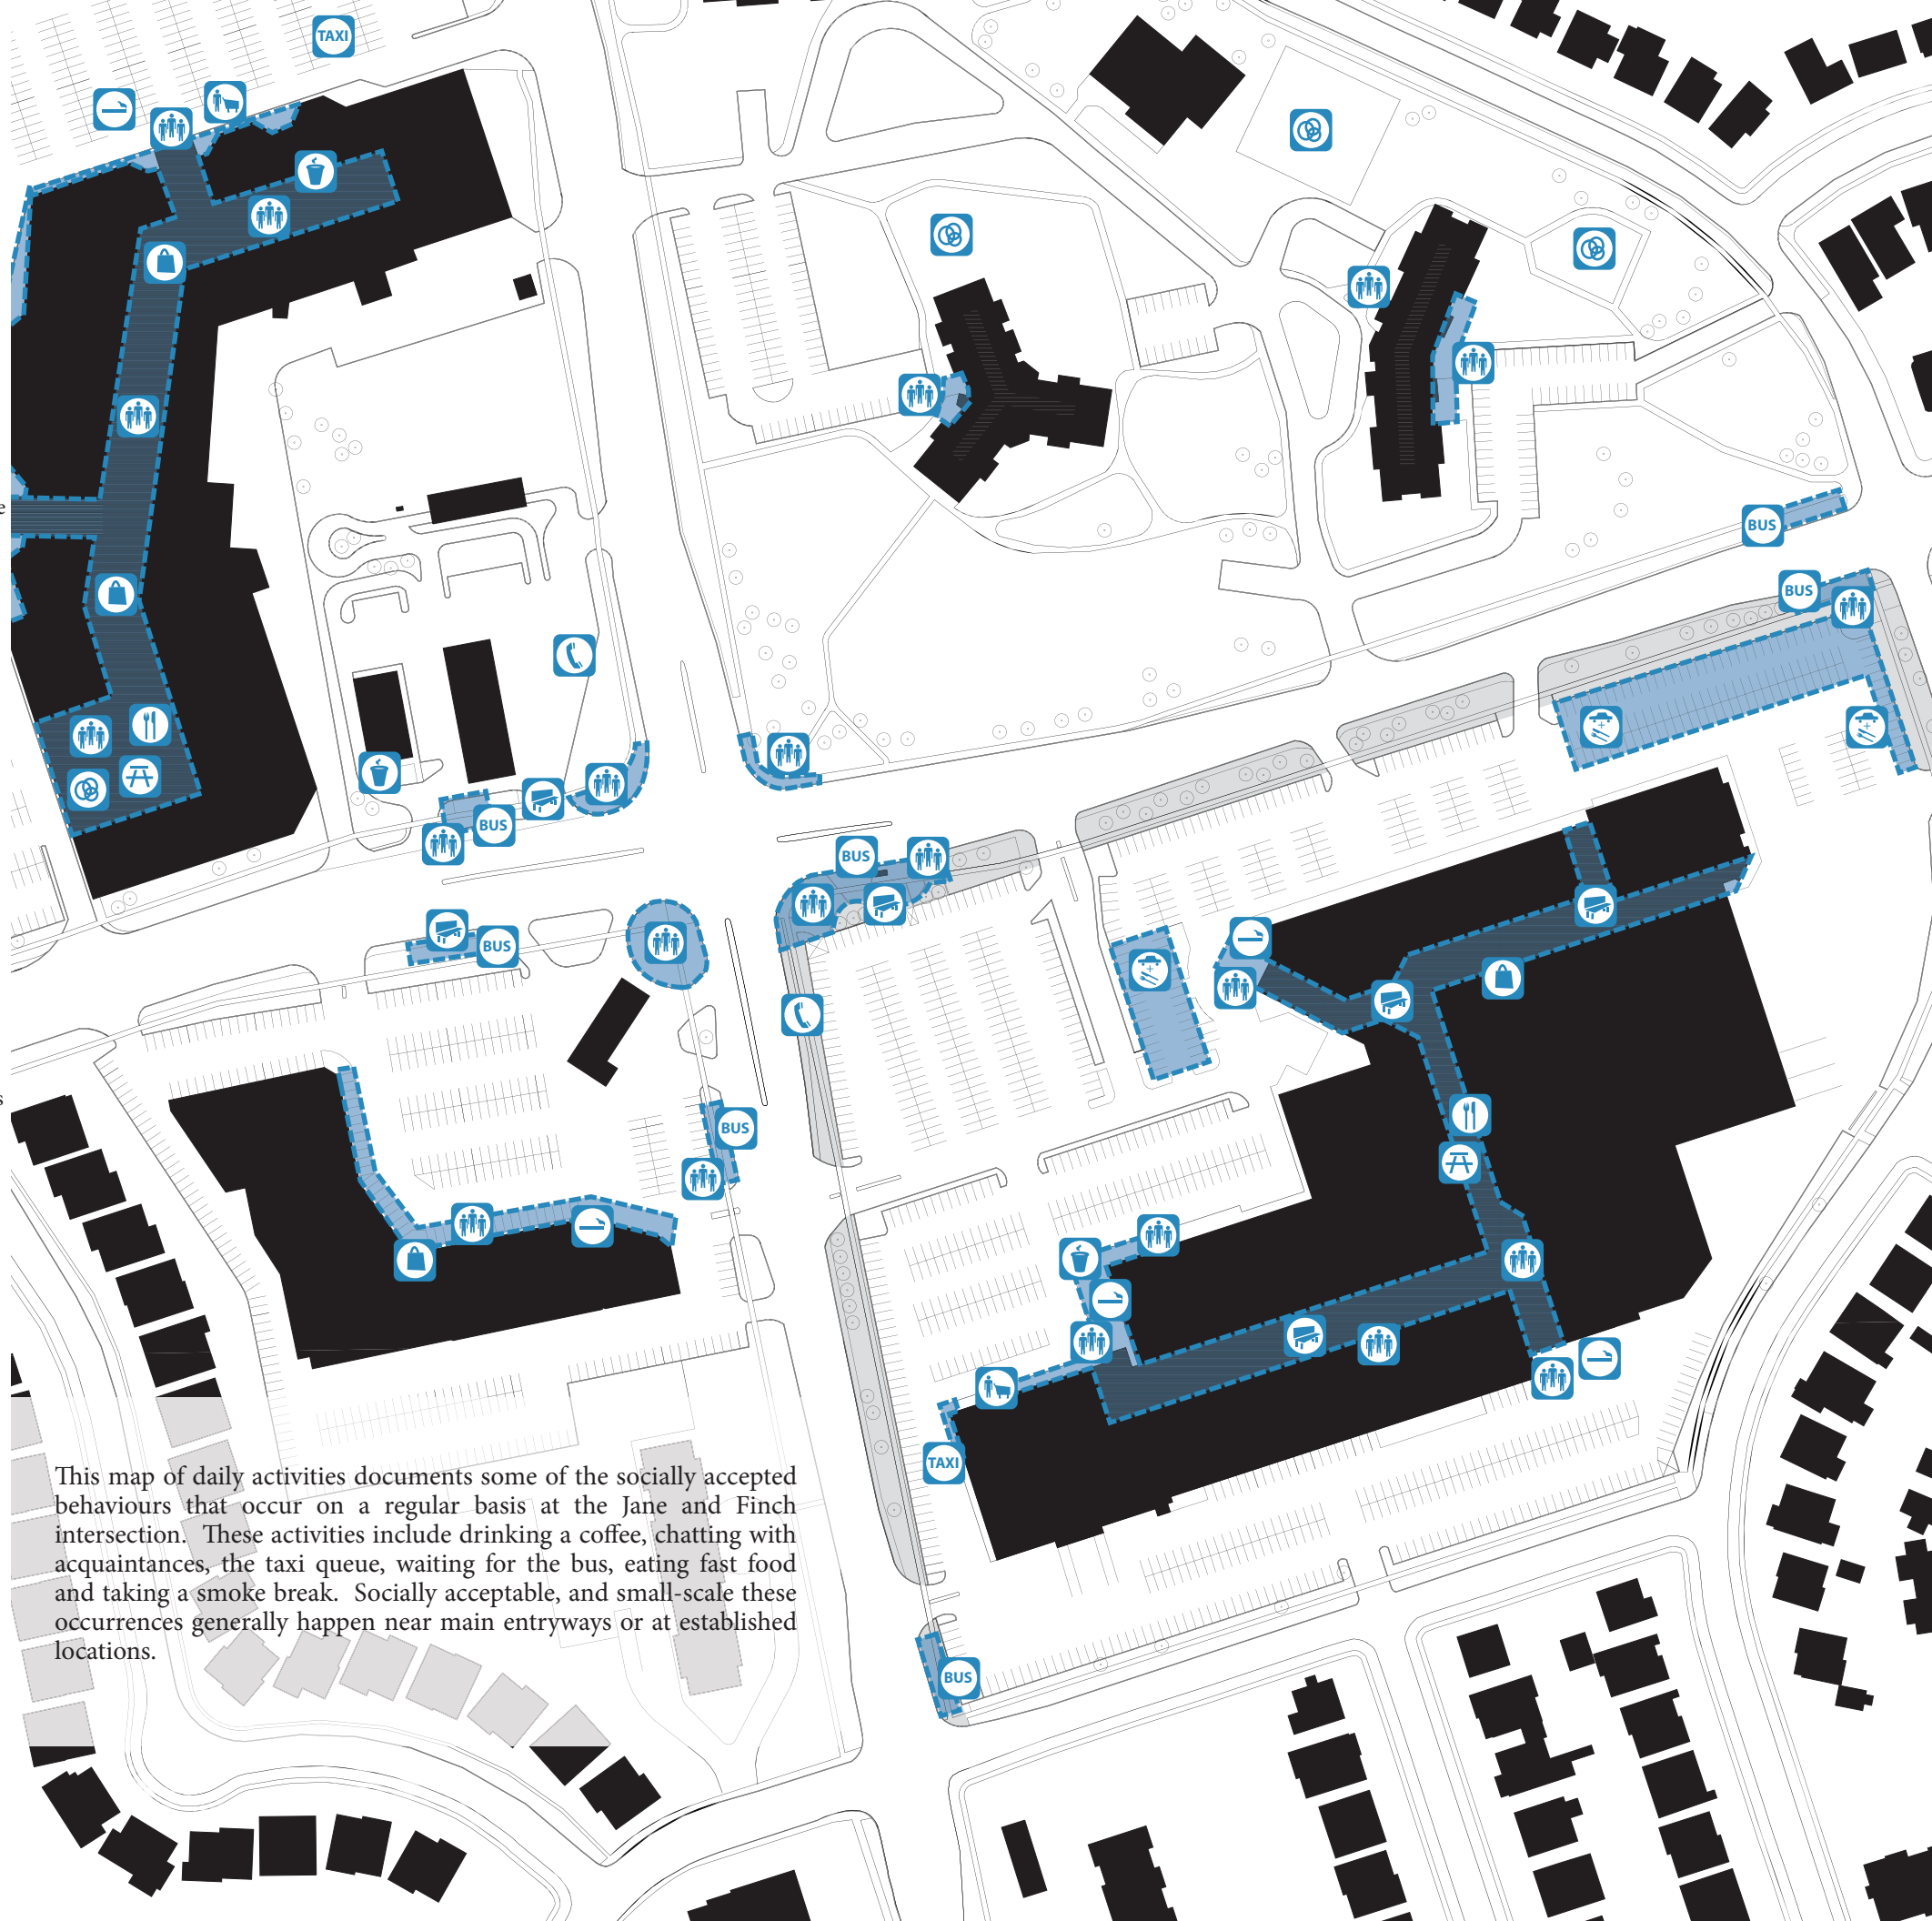 TAXI
e
BUS
BUS
BUS
BUS
BUS
s
BUS
TAXI
This map of daily activities documents some of the socially accepted
behaviours that occur on a regular basis at the Jane and Finch
intersection. These activities include drinking a coffee, chatting with
acquaintances, the taxi queue, waiting for the bus, eating fast food
and taking a smoke break. Socially acceptable, and small-scale these
occurrences generally happen near main entryways or at established
locations.
BUS